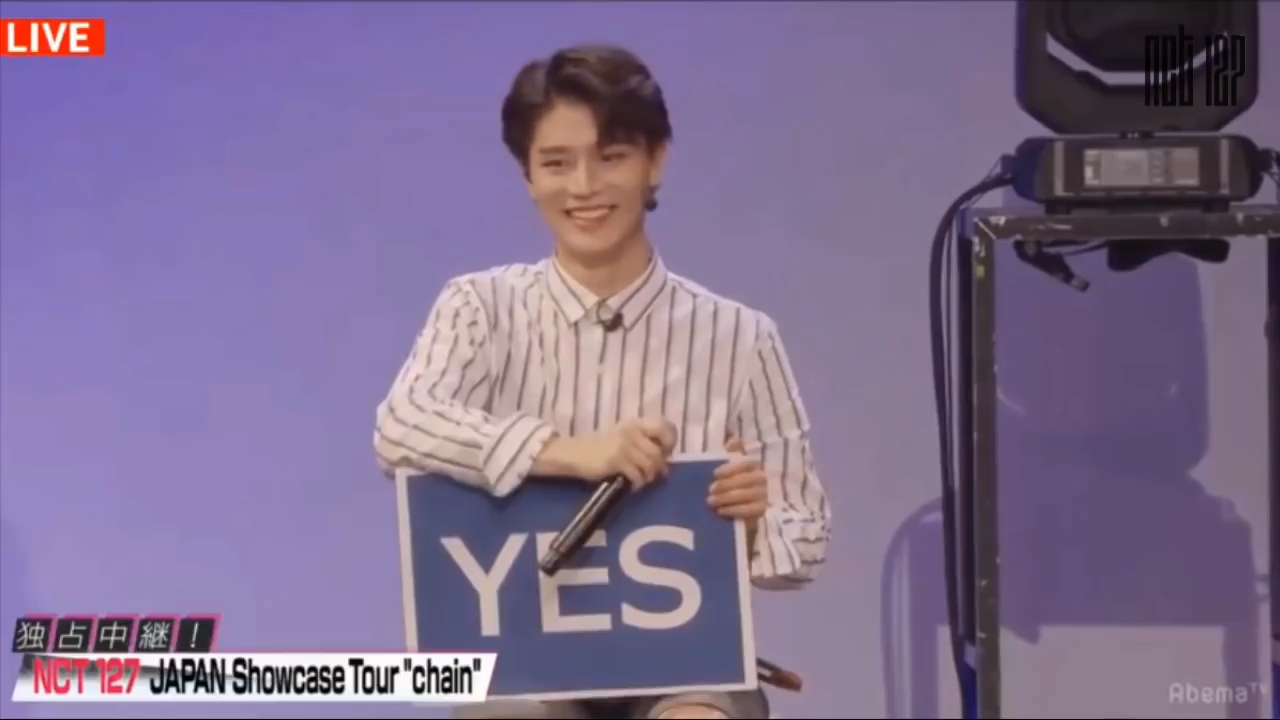 LIVE
nct 127
YES
独占中継！
NCT 127 JAPAN Showcase Tour "chain"
AbemaTV